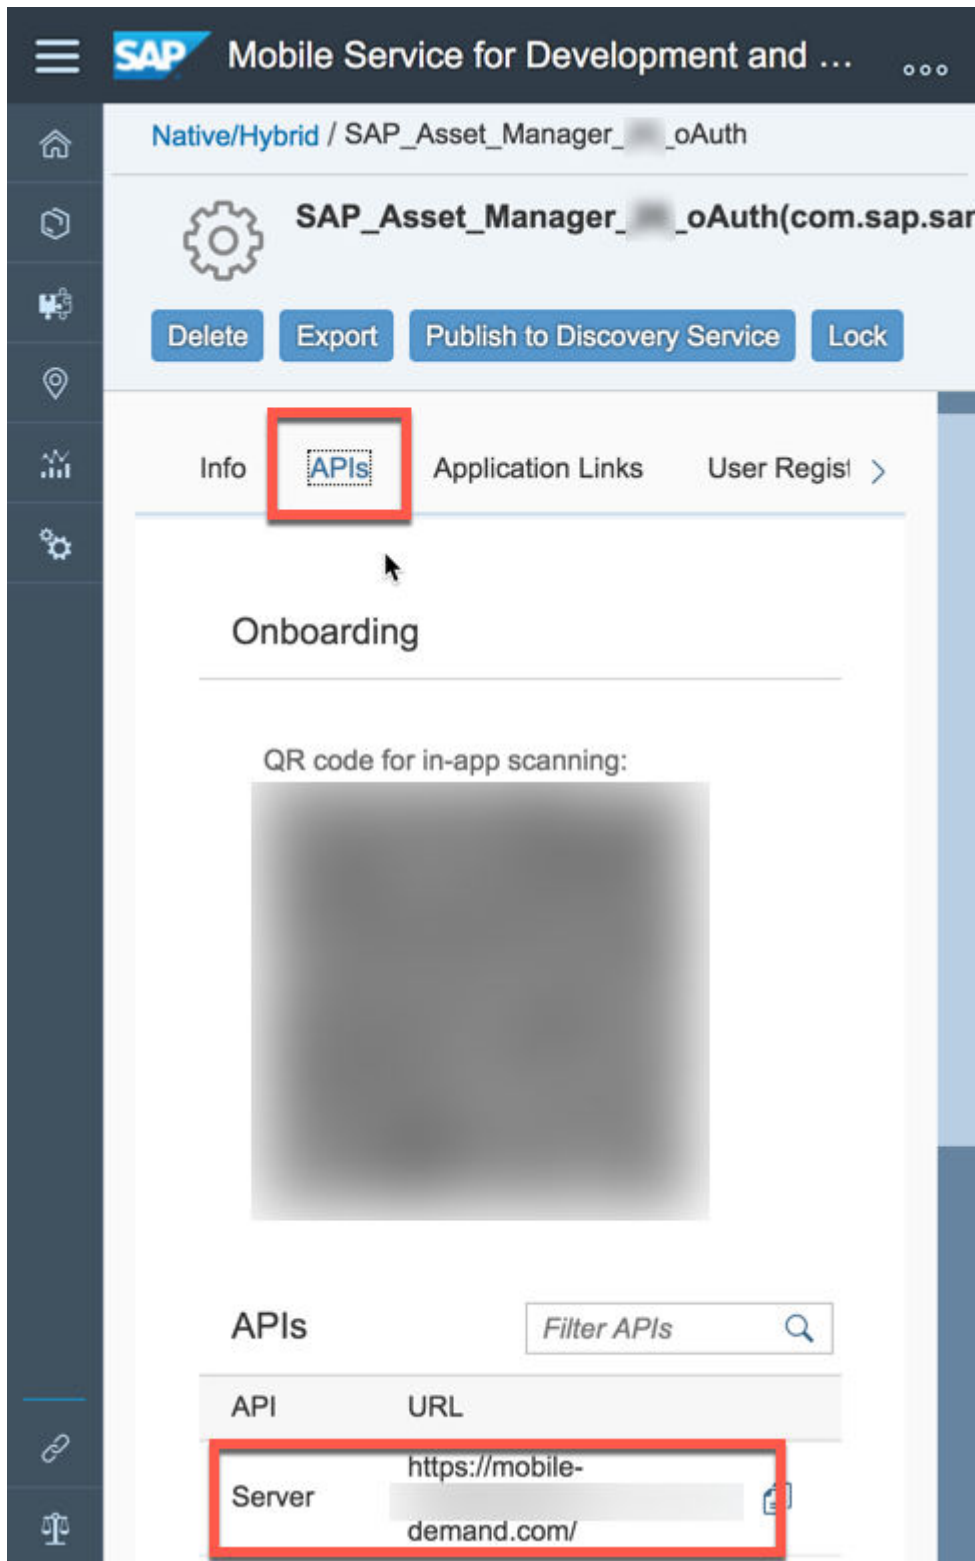 SAP Mobile Service for Development and ...
Native/Hybrid / SAP_Asset_Manager_ _oAuth
SAP_Asset_Manager_ _oAuth(com.sap.sar
Delete Export Publish to Discovery Service Lock
Info APIs Application Links User Regist
Onboarding
QR code for in-app scanning:
APIs Filter APIs
API URL
https://mobile-
Server
demand.com/